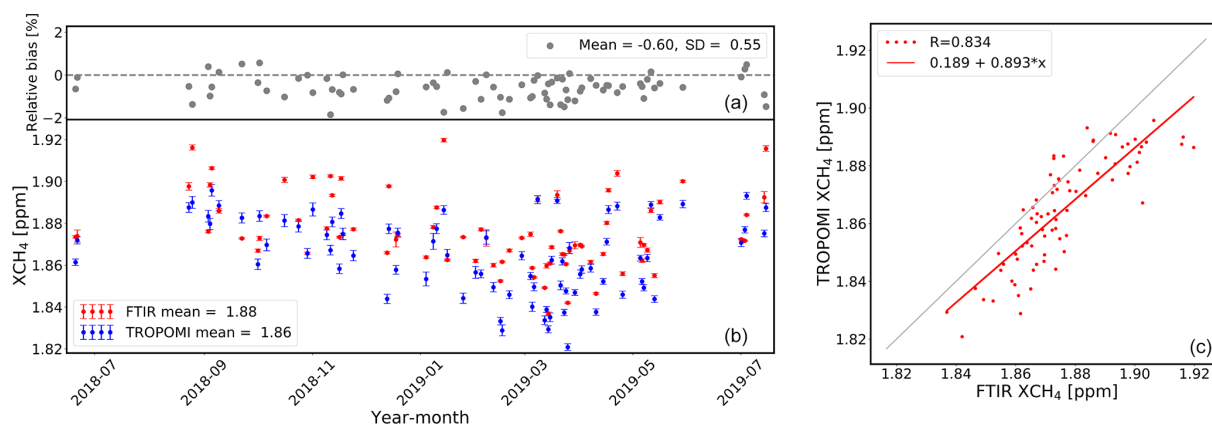 Relative bias [%]
0
−2
Mean = -0.60, SD = 0.55
(a)
XCH₄ [ppm]
1.92
1.90
1.88
1.86
1.84
1.82
FTIR mean = 1.88
TROPOMI mean = 1.86
(b)
2018-07
2018-09
2018-11
2019-01
2019-03
2019-05
2019-07
Year-month
TROPOMI XCH₄ [ppm]
1.92
1.90
1.88
1.86
1.84
1.82
R=0.834
0.189 + 0.893*x
(c)
1.82
1.84
1.86
1.88
1.90
1.92
FTIR XCH₄ [ppm]